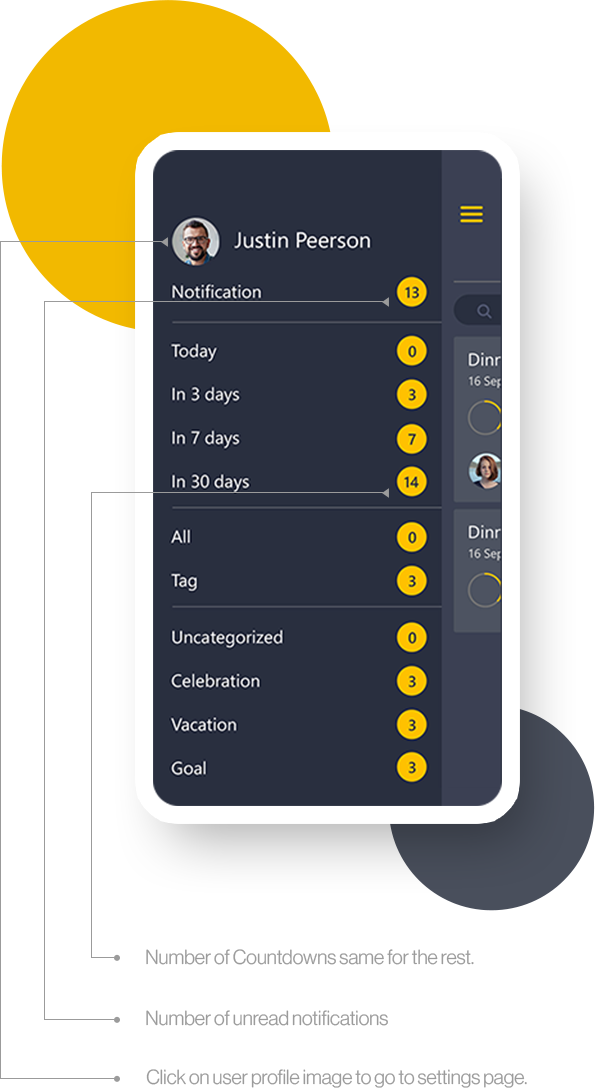 Justin Peerson
Notification 13
Today 0
In 3 days 3
In 7 days 7
In 30 days 14
All 0
Tag 3
Uncategorized 0
Celebration 3
Vacation 3
Goal 3
Dinr
16 Sep
Dinr
16 Sep
Number of Countdowns same for the rest.
Number of unread notifications
Click on user profile image to go to settings page.